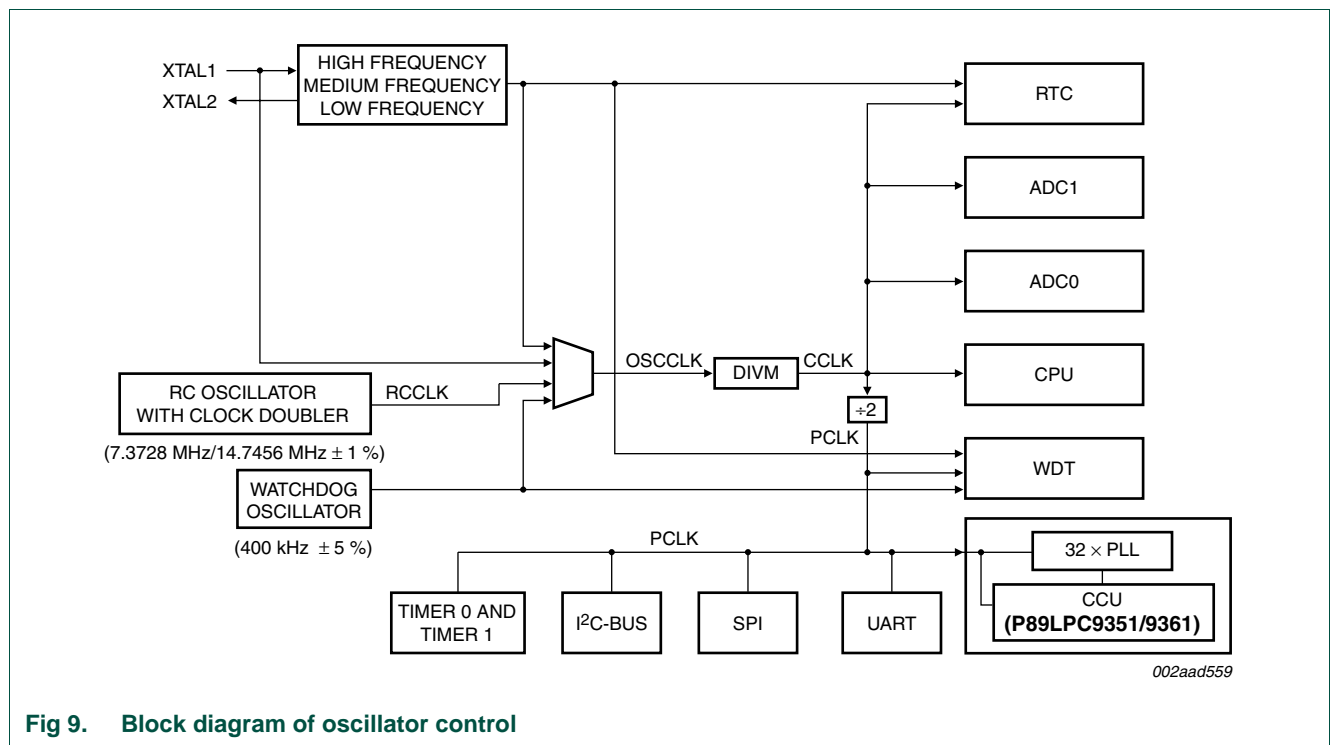 XTAL1
XTAL2
HIGH FREQUENCY
MEDIUM FREQUENCY
LOW FREQUENCY
RTC
ADC1
ADC0
OSCCLK
DIVM
CCLK
CPU
RC OSCILLATOR
WITH CLOCK DOUBLER
RCCLK
÷2
(7.3728 MHz/14.7456 MHz ± 1 %)
PCLK
WDT
WATCHDOG
OSCILLATOR
(400 kHz ± 5 %)
PCLK
32 × PLL
TIMER 0 AND
TIMER 1
I²C-BUS
SPI
UART
CCU
(P89LPC9351/9361)
002aad559
Fig 9. Block diagram of oscillator control